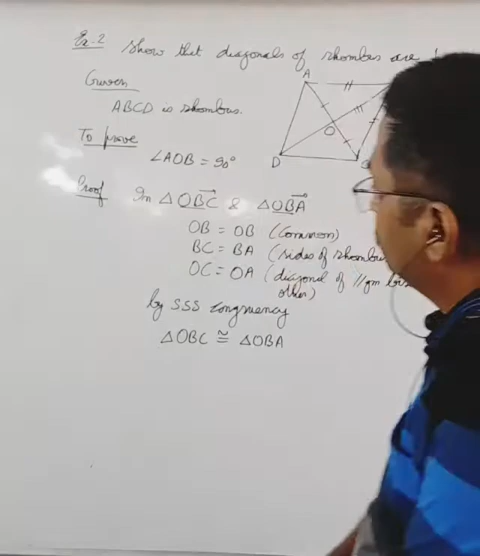 Ex-2 Show that diagonals of rhombus are
Given
ABCD is rhombus.
To prove
∠AOB = 90°
Proof In △OBC & △OBA
OB = OB (Common)
BC = BA (sides of rhombus
OC = OA (diagonal of //gm bis
other)
by SSS congruency
△OBC ≅ △OBA
A
O
D
C